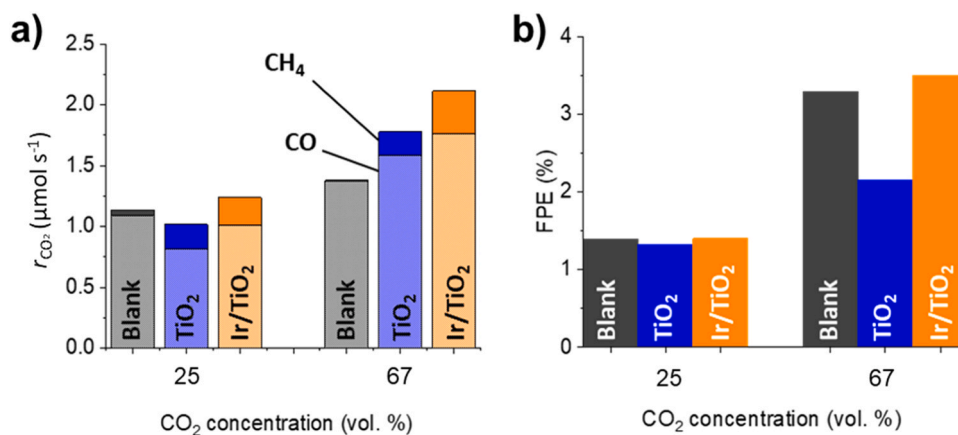 a)
2.5
2.0
1.5
1.0
0.5
0.0
r_CO₂ (μmol s⁻¹)
CH₄
CO
Blank
TiO₂
Ir/TiO₂
Blank
TiO₂
Ir/TiO₂
25
67
CO₂ concentration (vol. %)
b)
4
3
2
1
0
FPE (%)
Blank
TiO₂
Ir/TiO₂
Blank
TiO₂
Ir/TiO₂
25
67
CO₂ concentration (vol. %)